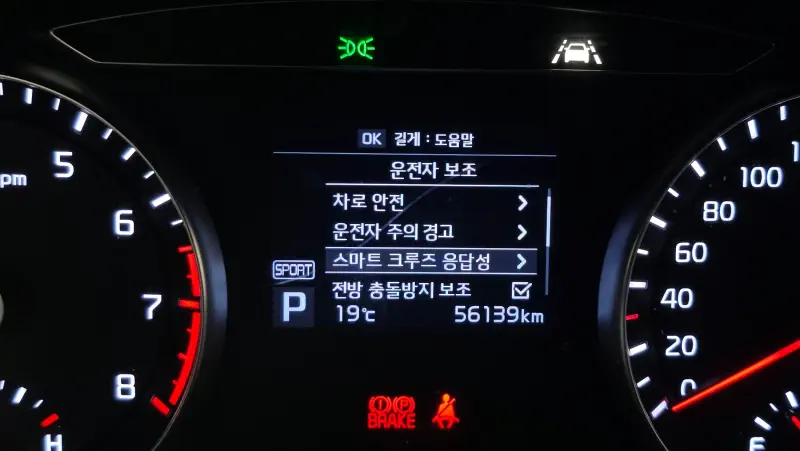 OK 길게 : 도움말
운전자 보조
차로 안전
운전자 주의 경고
스마트 크루즈 응답성
전방 충돌방지 보조
SPORT
P
19℃
56139km
pm
5
6
7
8
H
100
80
60
40
20
0
F
BRAKE
P